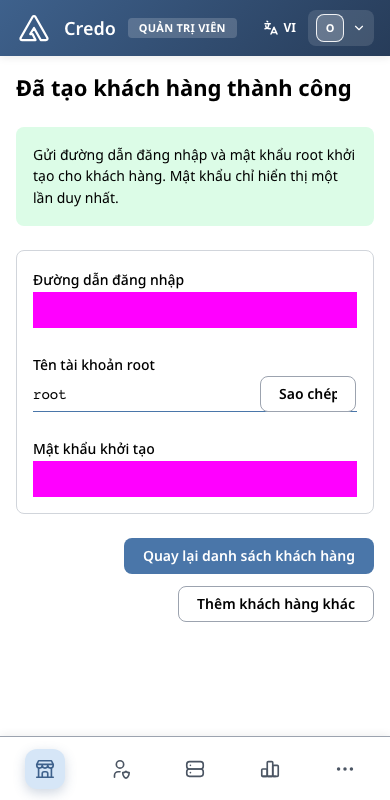 Credo
QUẢN TRỊ VIÊN
VI
O
Đã tạo khách hàng thành công
Gửi đường dẫn đăng nhập và mật khẩu root khởi
tạo cho khách hàng. Mật khẩu chỉ hiển thị một
lần duy nhất.
Đường dẫn đăng nhập
Tên tài khoản root
root
Sao chép
Mật khẩu khởi tạo
Quay lại danh sách khách hàng
Thêm khách hàng khác